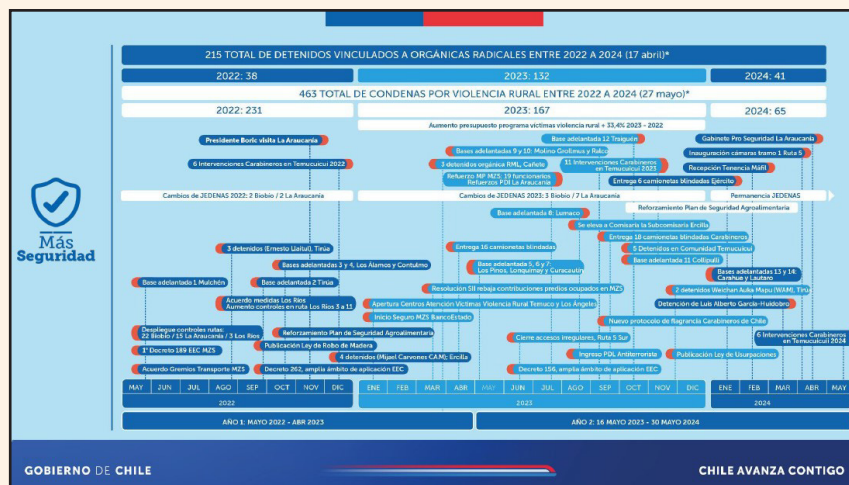 215 TOTAL DE DETENIDOS VINCULADOS A ORGÁNICAS RADICALES ENTRE 2022 A 2024 (17 abril)*
2022: 38
2023: 132
2024: 41
463 TOTAL DE CONDENAS POR VIOLENCIA RURAL ENTRE 2022 A 2024 (27 mayo)*
2022: 231
2023: 167
2024: 65
Aumento presupuesto programa víctimas violencia rural + 33,4% 2023 - 2022
Presidente Boric visita La Araucanía
Base adelantada 12 Traiguén
Gabinete Pro Seguridad La Araucanía
Bases adelantadas 9 y 10: Molino Grollmus y Ralco
Inauguración cámaras tramo 1 Ruta 5
6 Intervenciones Carabineros en Temucuicui 2022
3 detenidos orgánica RML, Cañete
31 Intervenciones Carabineros
en Temucuicui 2023
Recepción Tenencia Máfil
Refuerzo MP MZS: 19 funcionarios
Refuerzos PDI La Araucanía
Entrega 6 camionetas blindadas Ejército
Cambios de JEDENAS 2022: 2 Biobío / 2 La Araucanía
Cambios de JEDENAS 2023: 3 Biobío / 7 La Araucanía
Permanencia JEDENAS
Reforzamiento Plan de Seguridad Agroalimentaria
Base adelantada 8: Lumaco
Se eleva a Comisaría la Subcomisaría Ercilla
Más
Seguridad
Entrega 18 camionetas blindadas Carabineros
3 detenidos (Ernesto Llaitul), Tirúa
Entrega 16 camionetas blindadas
5 Detenidos en Comunidad Temucuicui
Base adelantada 11 Collipulli
Bases adelantadas 3 y 4, Los Álamos y Contulmo
Bases adelantadas 5, 6 y 7:
Los Pinos, Lonquimay y Curacautín
Bases adelantadas 13 y 14:
Carahue y Lautaro
Base adelantada 1 Mulchén
Base adelantada 2 Tirúa
Resolución SII rebaja contribuciones predios ocupados en MZS
2 detenidos Weichan Auka Mapu (WAM), Tirúa
Acuerdo medidas Los Ríos
Aumento controles en ruta Los Ríos 3 a 11
Apertura Centros Atención Víctimas Violencia Rural Temuco y Los Ángeles
Detención de Luis Alberto García-Huidobro
Inicio Seguro MZS BancoEstado
Nuevo protocolo de flagrancia Carabineros de Chile
Despliegue controles rutas:
22 Biobío / 15 La Araucanía / 3 Los Ríos
Reforzamiento Plan de Seguridad Agroalimentaria
Cierre accesos irregulares, Ruta 5 Sur
6 Intervenciones Carabineros
en Temucuicui 2024
Publicación Ley de Robo de Madera
1° Decreto 189 EEC MZS
4 detenidos (Mijael Carvones CAM); Ercilla
Ingreso PDL Antiterrorista
Publicación Ley de Usurpaciones
Acuerdo Gremios Transporte MZS
Decreto 262, amplia ámbito de aplicación EEC
Decreto 156, amplia ámbito de aplicación EEC
MAY JUN JUL AGO SEP OCT NOV DIC ENE FEB MAR ABR MAY JUN JUL AGO SEP OCT NOV DIC ENE FEB MAR ABR MAY
2022
2023
2024
AÑO 1: MAYO 2022 - ABR 2023
AÑO 2: 16 MAYO 2023 - 30 MAYO 2024
GOBIERNO DE CHILE
CHILE AVANZA CONTIGO